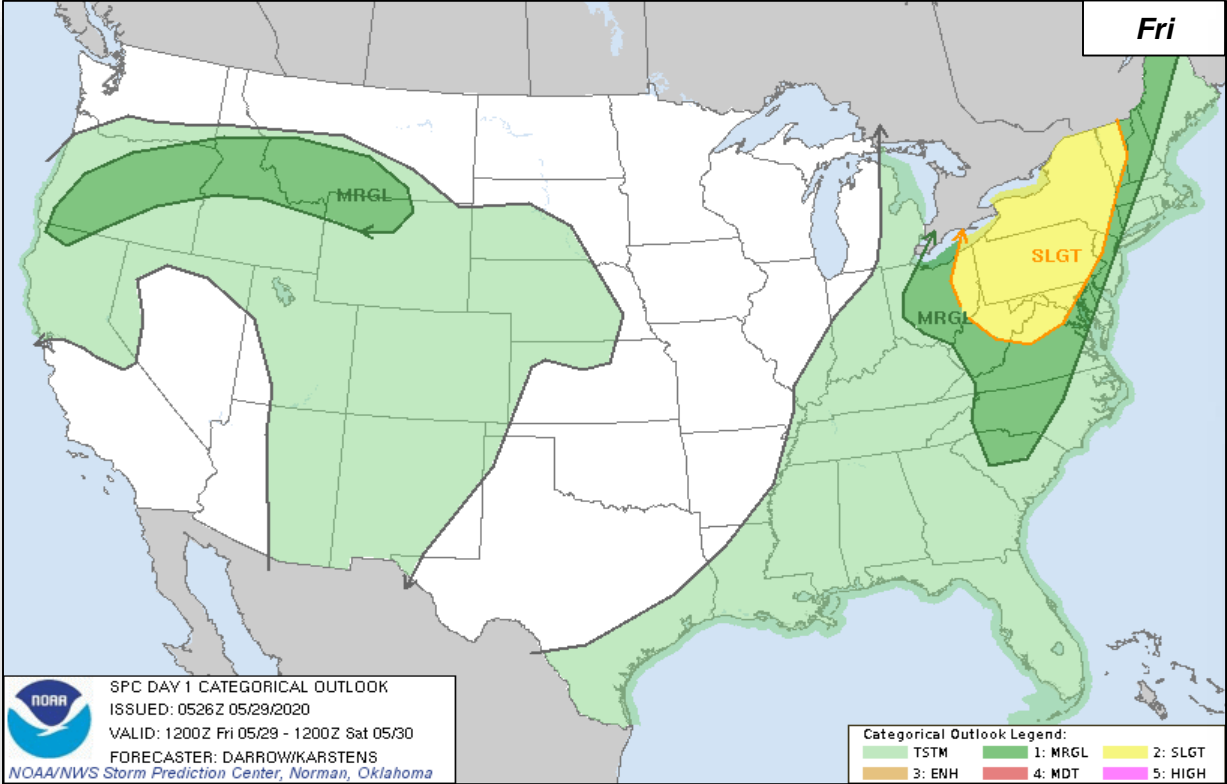 Fri
MRGL
SLGT
MRGL
NOAA
SPC DAY 1 CATEGORICAL OUTLOOK
ISSUED: 0526Z 05/29/2020
VALID: 1200Z Fri 05/29 - 1200Z Sat 05/30
FORECASTER: DARROW/KARSTENS
NOAA/NWS Storm Prediction Center, Norman, Oklahoma
Categorical Outlook Legend:
TSTM 1: MRGL 2: SLGT
3: ENH 4: MDT 5: HIGH